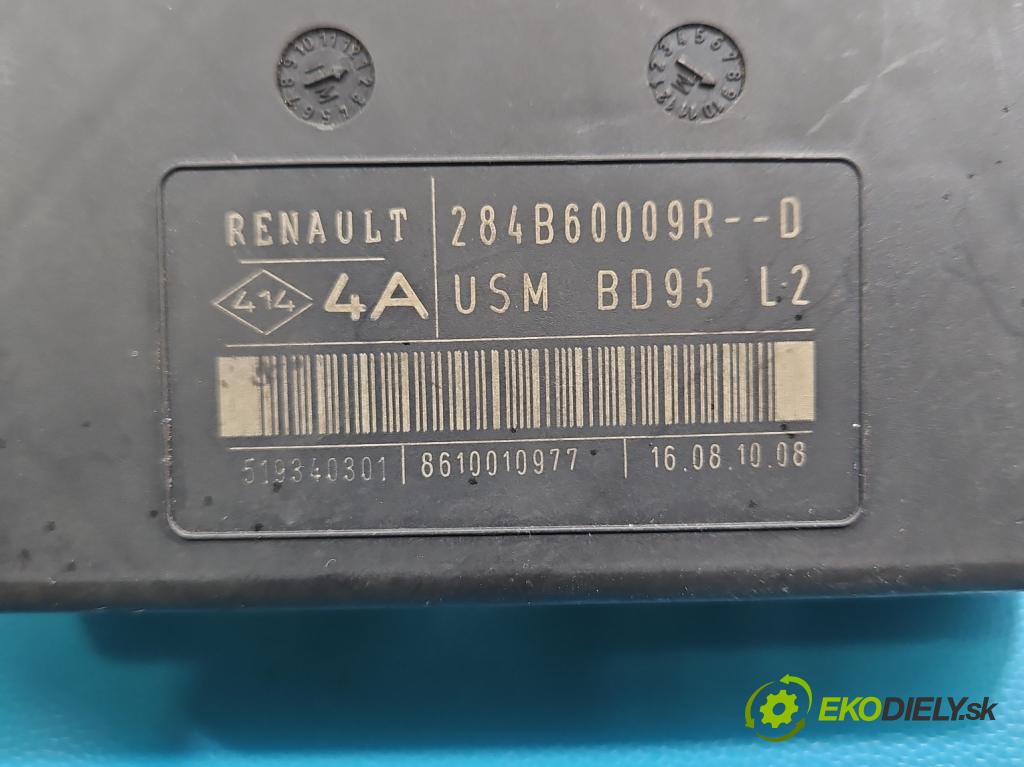 RENAULT 284B60009R--D
414 4A USM BD95 L2
519340301 8610010977 16.08.10.08
EKODIELY.sk